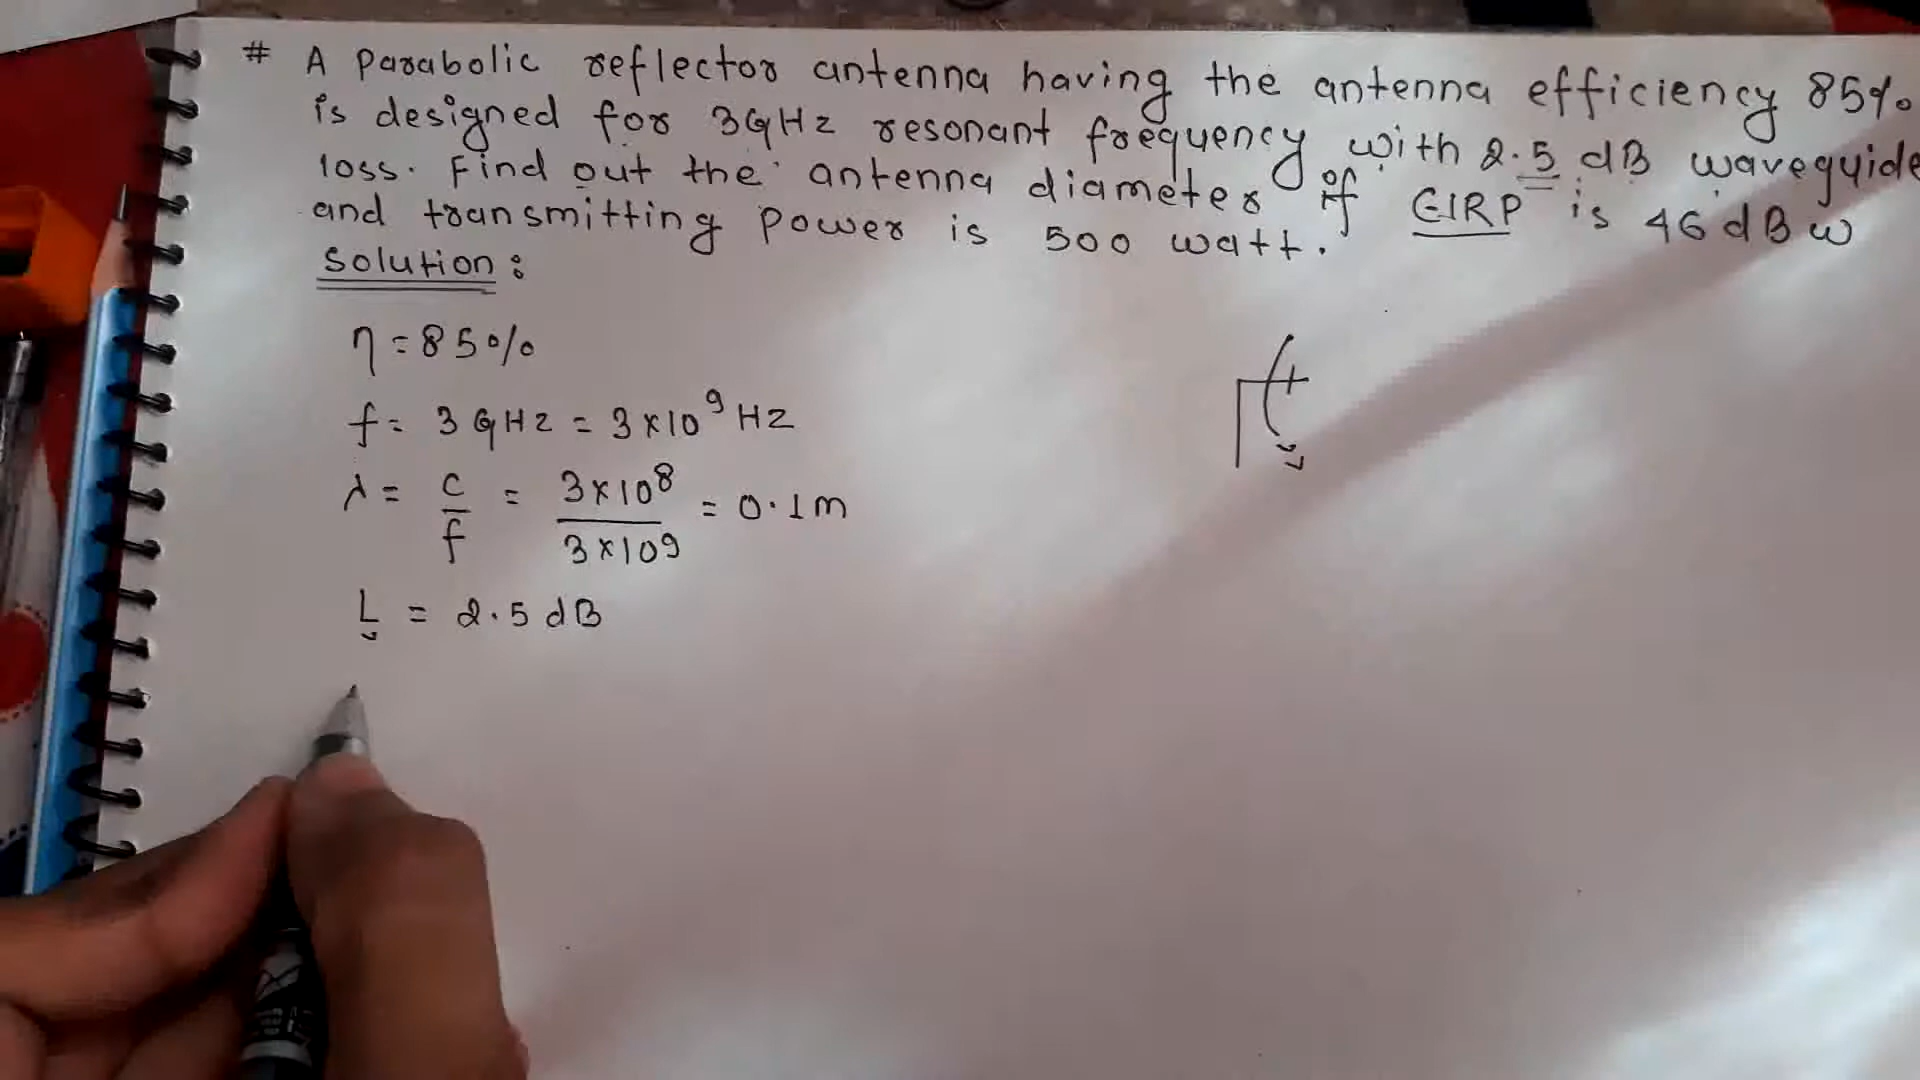 # A parabolic reflector antenna having the antenna efficiency 85%
is designed for 3GHz resonant frequency with 2.5 dB waveguide
loss. Find out the antenna diameter if EIRP is 46 dBw
and transmitting power is 500 watt.
Solution:
η = 85%
f = 3 GHz = 3×10⁹ Hz
λ = c/f = 3×10⁸/3×10⁹ = 0.1m
L = 2.5 dB